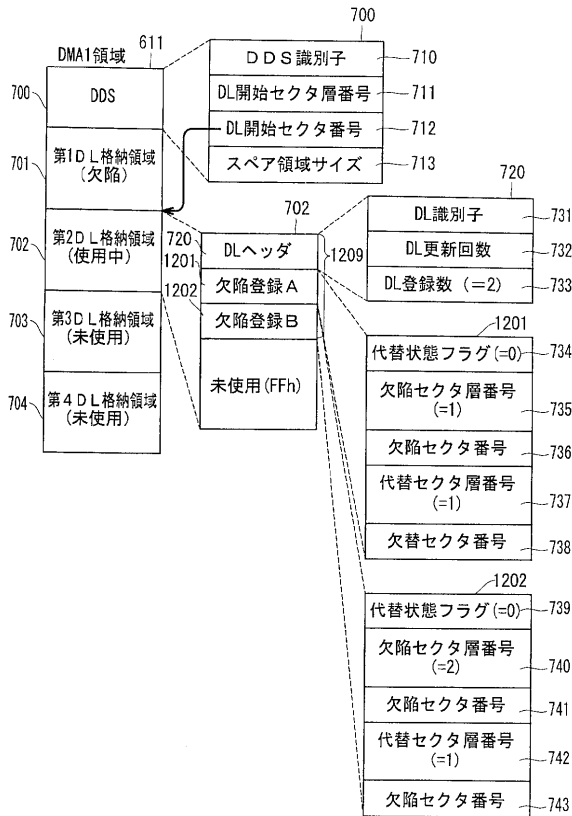 DMA1領域
611
700
DDS
701
第1DL格納領域
(欠陥)
702
第2DL格納領域
(使用中)
703
第3DL格納領域
(未使用)
704
第4DL格納領域
(未使用)
700
DDS識別子
710
DL開始セクタ層番号
711
DL開始セクタ番号
712
スペア領域サイズ
713
702
720
DLヘッダ
1201
欠陥登録A
1202
欠陥登録B
未使用(FFh)
1209
720
DL識別子
731
DL更新回数
732
DL登録数 (=2)
733
1201
代替状態フラグ(=0)
734
欠陥セクタ層番号
(=1)
735
欠陥セクタ番号
736
代替セクタ層番号
(=1)
737
欠替セクタ番号
738
1202
代替状態フラグ(=0)
739
欠陥セクタ層番号
(=2)
740
欠陥セクタ番号
741
代替セクタ層番号
(=1)
742
欠陥セクタ番号
743